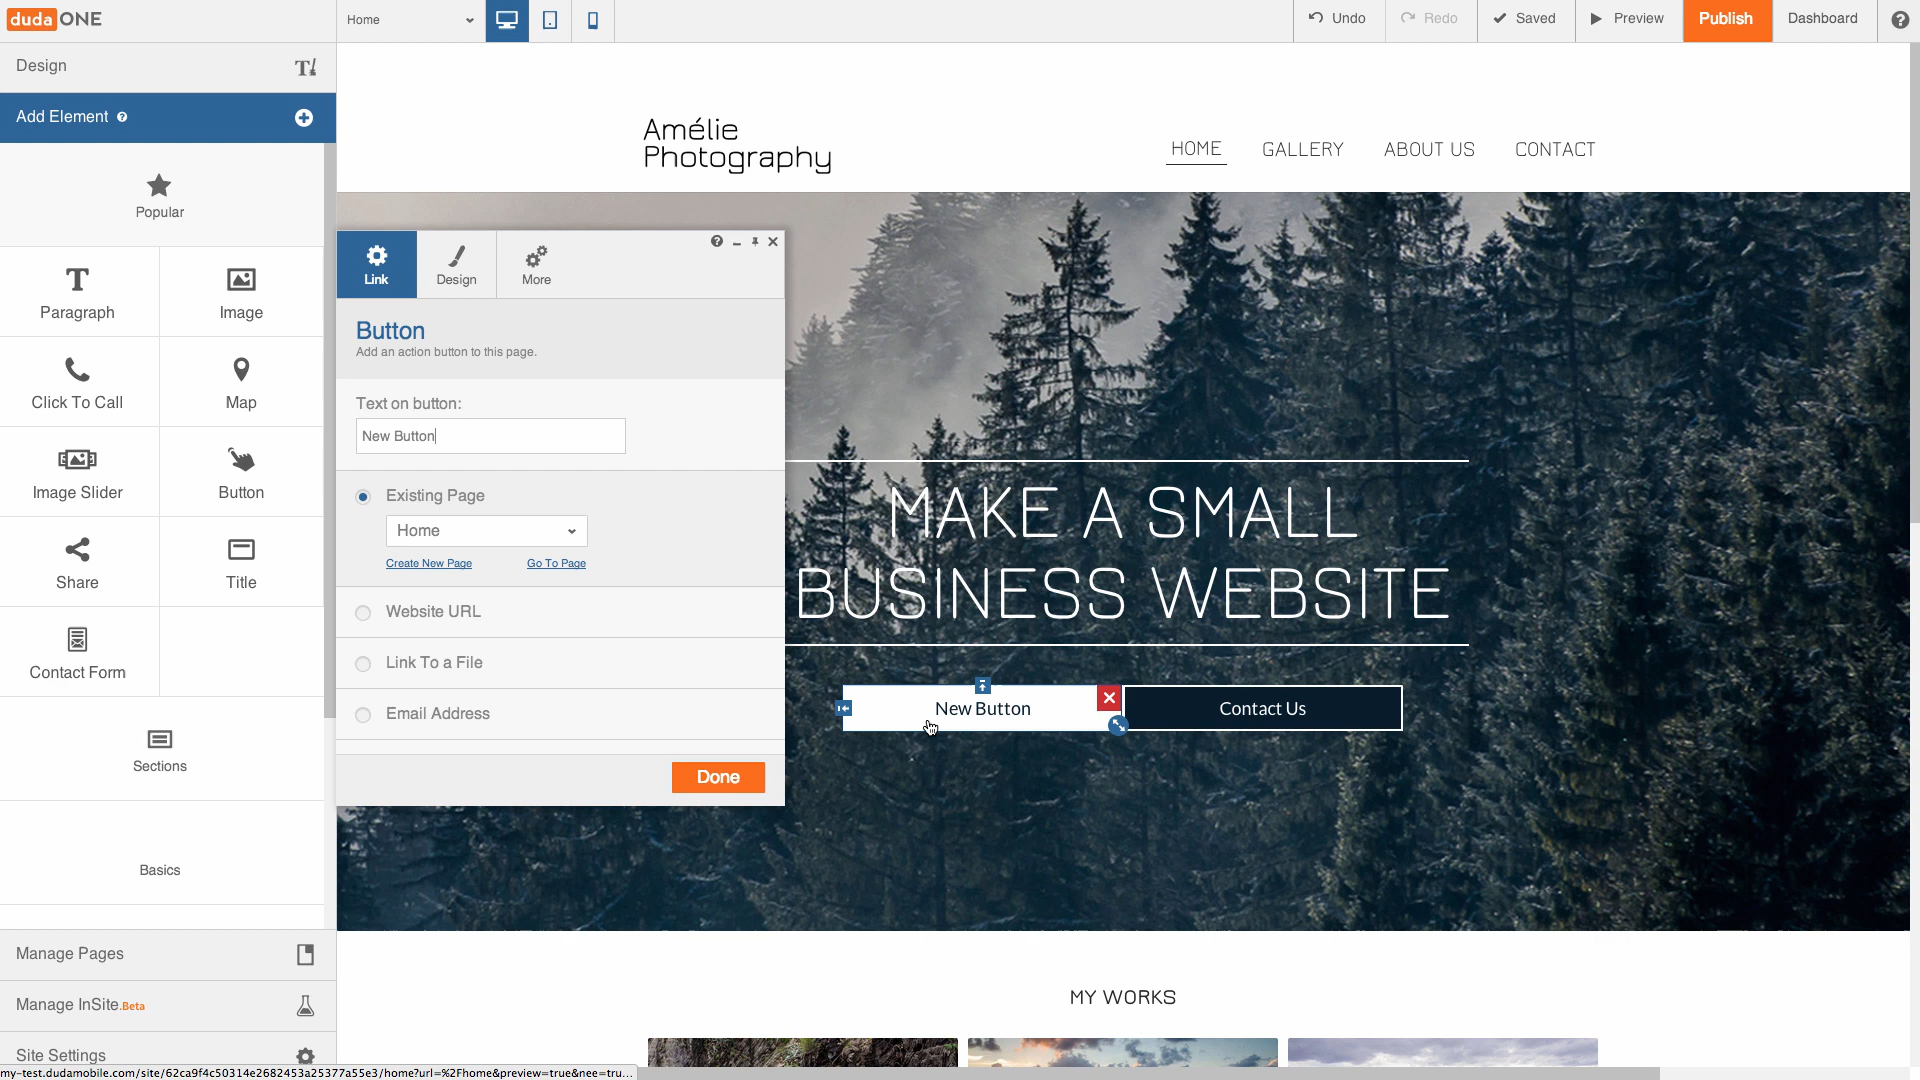 duda ONE
Home
Undo
Redo
Saved
Preview
Publish
Dashboard
Design
Add Element
Popular
Paragraph
Image
Click To Call
Map
Image Slider
Button
Share
Title
Contact Form
Sections
Basics
Manage Pages
Manage InSite.Beta
Site Settings
my-test.dudamobile.com/site/62ca9f4c50314e2682453a25377a55e3/home?url=%2Fhome&preview=true&nee=tru...
Link
Design
More
Button
Add an action button to this page.
Text on button:
New Button
Existing Page
Home
Create New Page
Go To Page
Website URL
Link To a File
Email Address
Done
Amélie
Photography
HOME
GALLERY
ABOUT US
CONTACT
MAKE A SMALL
BUSINESS WEBSITE
New Button
Contact Us
MY WORKS